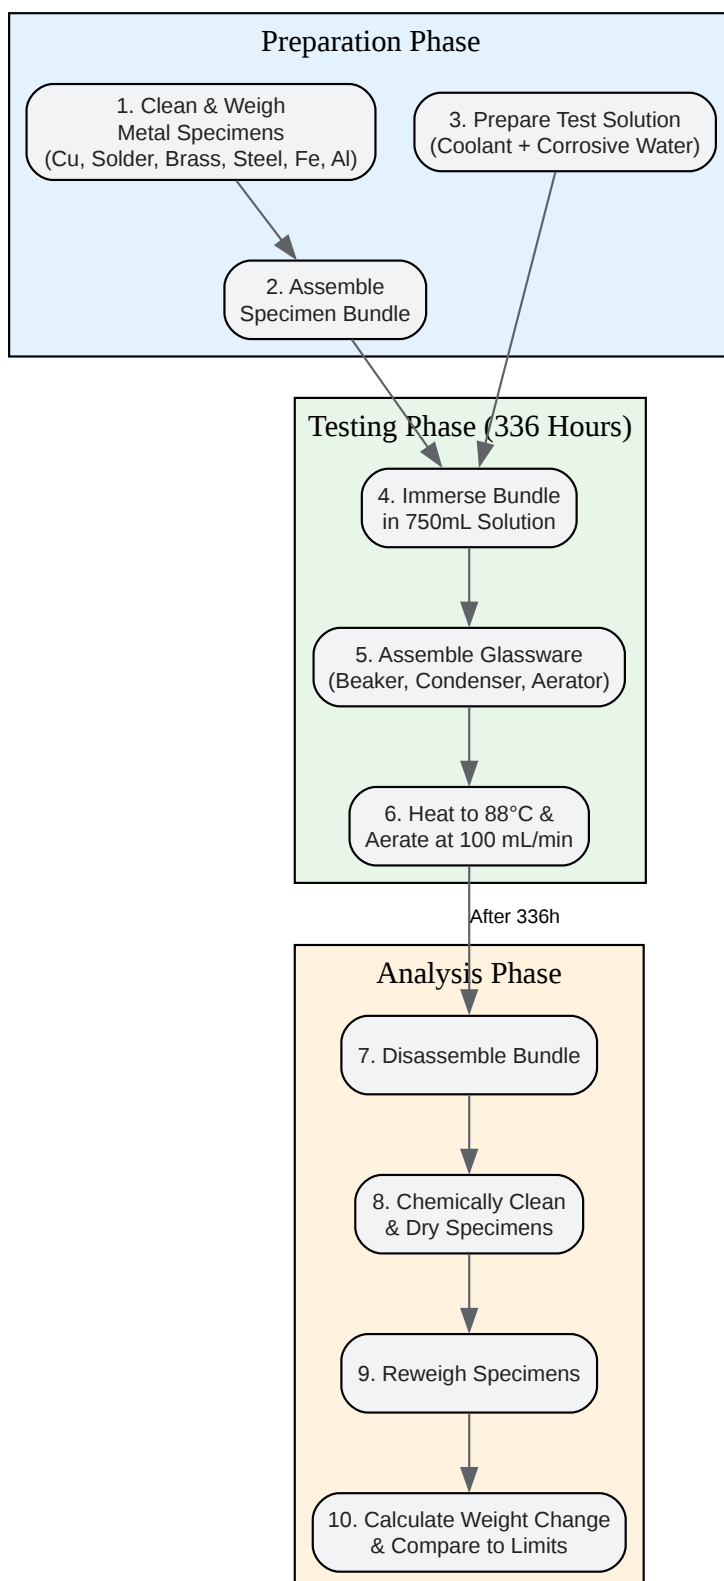 Preparation Phase
1. Clean & Weigh
Metal Specimens
(Cu, Solder, Brass, Steel, Fe, Al)
3. Prepare Test Solution
(Coolant + Corrosive Water)
2. Assemble
Specimen Bundle
Testing Phase (336 Hours)
4. Immerse Bundle
in 750mL Solution
5. Assemble Glassware
(Beaker, Condenser, Aerator)
6. Heat to 88°C &
Aerate at 100 mL/min
After 336h
Analysis Phase
7. Disassemble Bundle
8. Chemically Clean
& Dry Specimens
9. Reweigh Specimens
10. Calculate Weight Change
& Compare to Limits